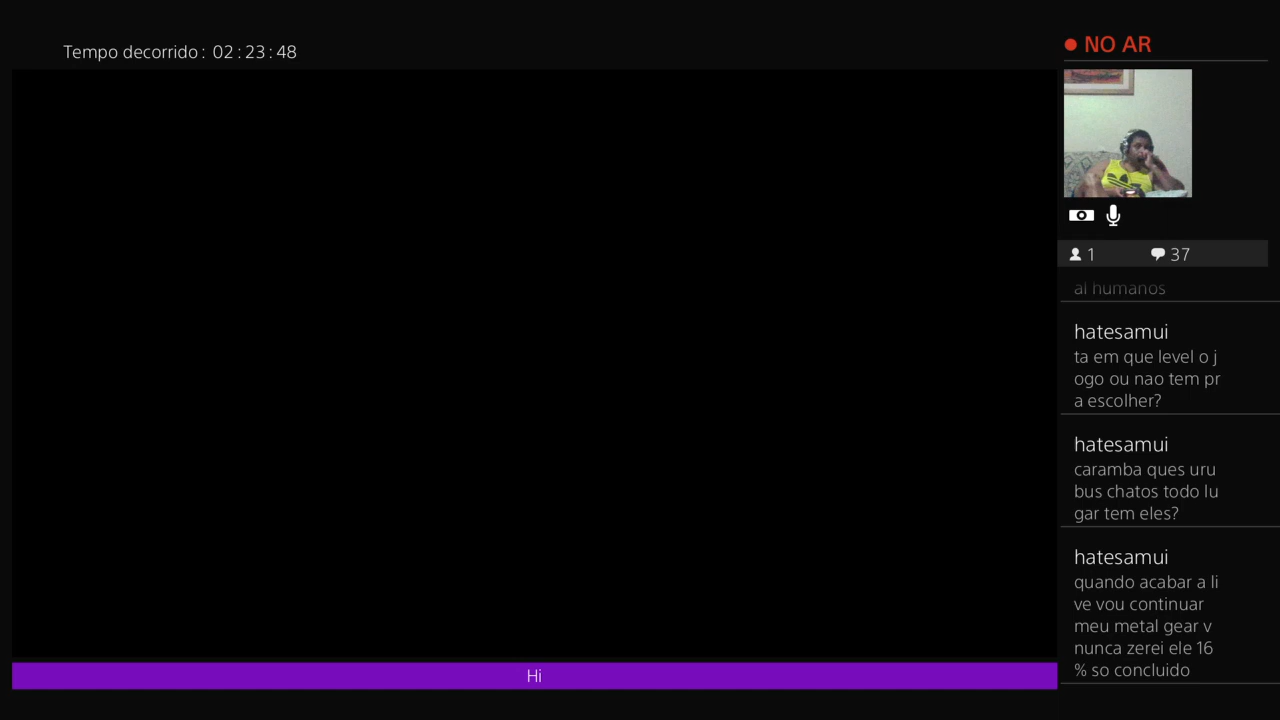 Tempo decorrido : 02 : 23 : 48
NO AR
1
37
al humanos
hatesamui
ta em que level o j
ogo ou nao tem pr
a escolher?
hatesamui
caramba ques uru
bus chatos todo lu
gar tem eles?
hatesamui
quando acabar a li
ve vou continuar
meu metal gear v
nunca zerei ele 16
% so concluido
Hi